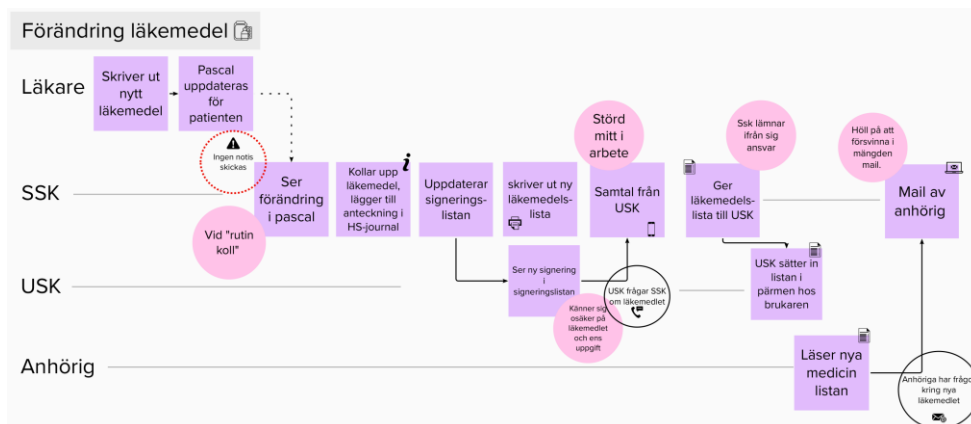 Förändring läkemedel
Läkare
Skriver ut
nytt
läkemedel
Pascal
uppdateras
för
patienten
Ingen notis
skickas
SSK
Ser
förändring
i pascal
Vid "rutin
koll"
Kollar upp
läkemedel,
lägger till
anteckning i
HS-journal
Uppdaterar
signerings-
listan
skriver ut ny
läkemedels-
lista
Störd
mitt i
arbete
Samtal från
USK
Ssk lämnar
ifrån sig
ansvar
Ger
läkemedels-
lista till USK
Höll på att
försvinna i
mängden
mail.
Mail av
anhörig
USK
Ser ny signering
i
signeringslistan
Känner sig
osäker på
läkemedlet
och ens
uppgift
USK frågar SSK
om läkemedlet
USK sätter in
listan i
pärmen hos
brukaren
Anhörig
Läser nya
medicin
listan
Anhöriga har frågo
kring nya
läkemedlet